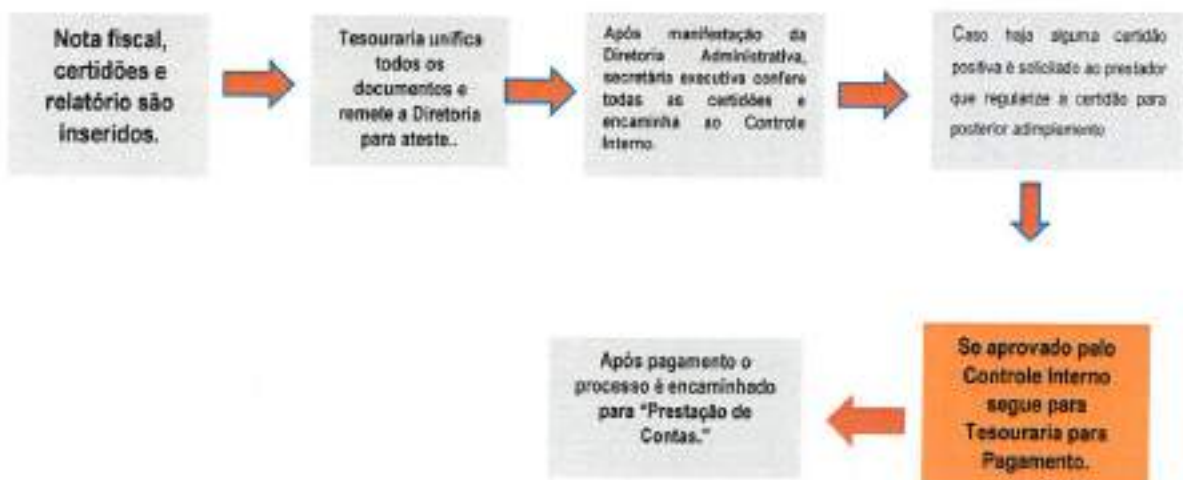 Nota fiscal,
certidões e
relatório são
inseridos.
Tesouraria unifica
todos os
documentos e
remete a Diretoria
para ateste..
Após manifestação da
Diretoria Administrativa,
secretária executiva confere
todas as certidões e
encaminha ao Controle
Interno.
Caso haja alguma certidão
positiva é solicitado ao prestador
que regularize a certidão para
posterior adimplemento
Se aprovado pelo
Controle Interno
segue para
Tesouraria para
Pagamento.
Após pagamento o
processo é encaminhado
para "Prestação de
Contas."